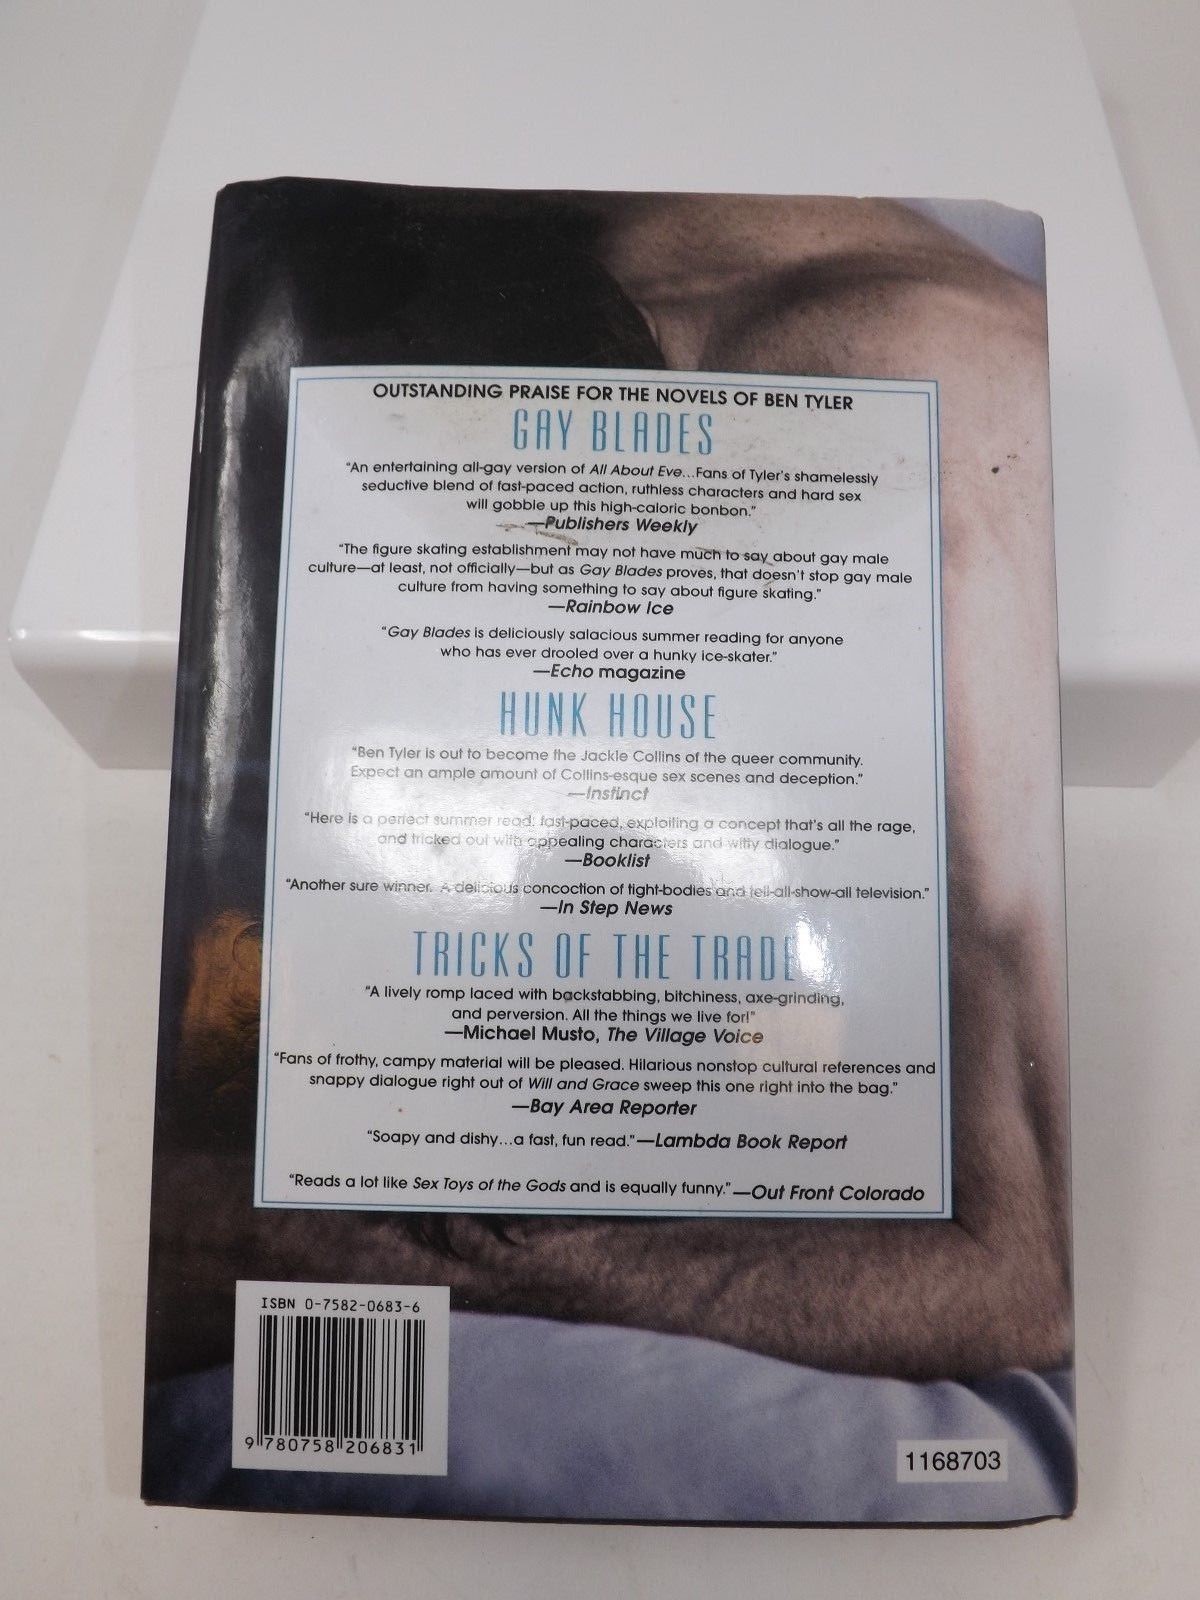 OUTSTANDING PRAISE FOR THE NOVELS OF BEN TYLER
GAY BLADES
"An entertaining all-gay version of All About Eve...Fans of Tyler's shamelessly
seductive blend of fast-paced action, ruthless characters and hard sex
will gobble up this high-caloric bonbon."
—Publishers Weekly
"The figure skating establishment may not have much to say about gay male
culture—at least, not officially—but as Gay Blades proves, that doesn't stop gay male
culture from having something to say about figure skating."
—Rainbow Ice
"Gay Blades is deliciously salacious summer reading for anyone
who has ever drooled over a hunky ice-skater."
—Echo magazine
HUNK HOUSE
"Ben Tyler is out to become the Jackie Collins of the queer community.
Expect an ample amount of Collins-esque sex scenes and deception."
—Instinct
"Here is a perfect summer read: fast-paced, exploiting a concept that's all the rage,
and tricked out with appealing characters and witty dialogue."
—Booklist
"Another sure winner. A delicious concoction of tight-bodies and tell-all-show-all television."
—In Step News
TRICKS OF THE TRADE
"A lively romp laced with backstabbing, bitchiness, axe-grinding,
and perversion. All the things we live for!"
—Michael Musto, The Village Voice
"Fans of frothy, campy material will be pleased. Hilarious nonstop cultural references and
snappy dialogue right out of Will and Grace sweep this one right into the bag."
—Bay Area Reporter
"Soapy and dishy...a fast, fun read."—Lambda Book Report
"Reads a lot like Sex Toys of the Gods and is equally funny."—Out Front Colorado
ISBN 0-7582-0683-6
9 780758 206831
1168703